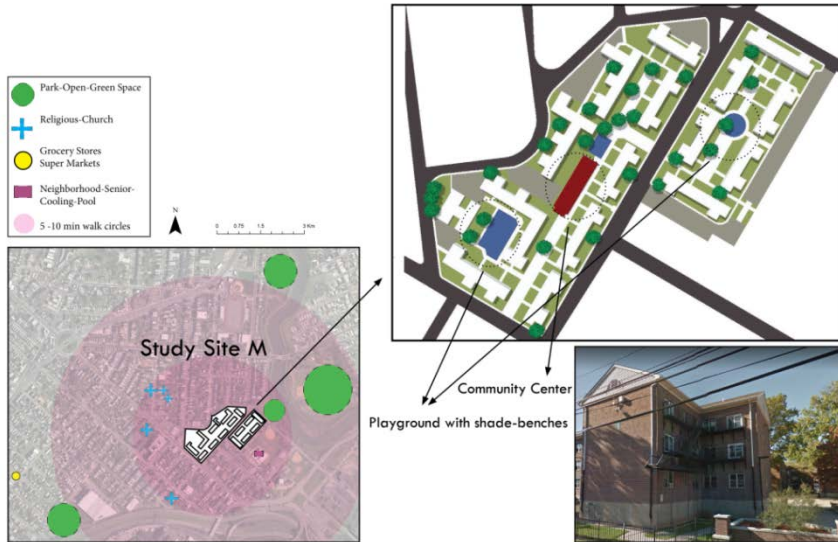 Park-Open-Green Space
Religious-Church
Grocery Stores
Super Markets
Neighborhood-Senior-
Cooling-Pool
5 -10 min walk circles
N
0 0.75 1.5 3 Km
Study Site M
Community Center
Playground with shade-benches